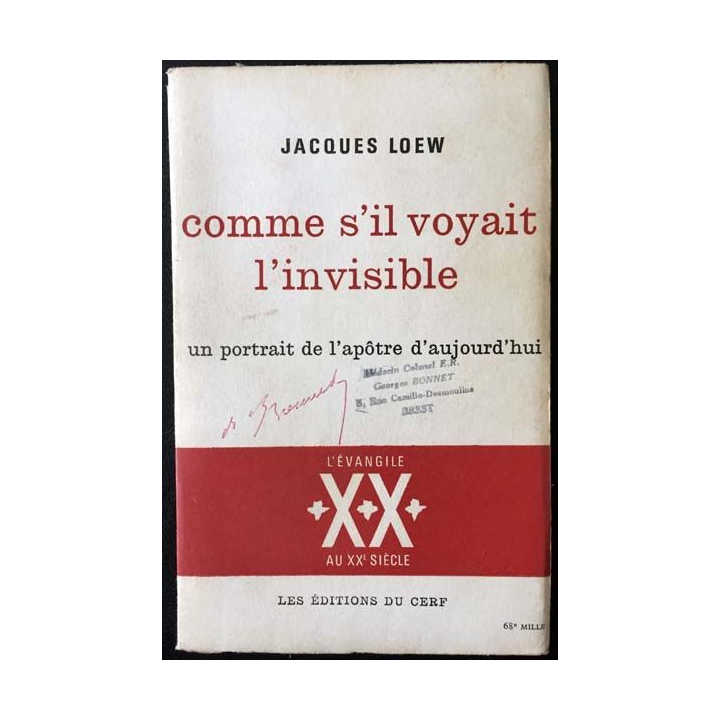 JACQUES LOEW
comme s'il voyait
l'invisible
un portrait de l'apôtre d'aujourd'hui
Médecin Colonel E.R.
Georges BONNET
5, Rue Camille-Desmoulins
BREST
L'ÉVANGILE
XX
AU XXE SIÈCLE
LES ÉDITIONS DU CERF
68e MILLE